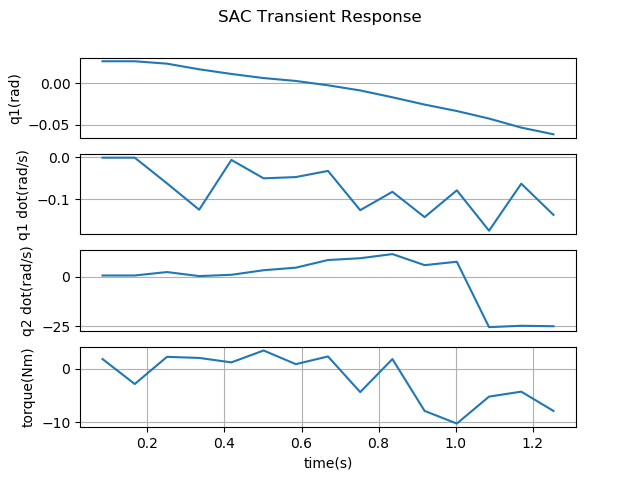 SAC Transient Response
q1(rad)
0.00
−0.05
q1 dot(rad/s)
0.0
−0.1
q2 dot(rad/s)
0
−25
torque(Nm)
0
−10
0.2 0.4 0.6 0.8 1.0 1.2
time(s)